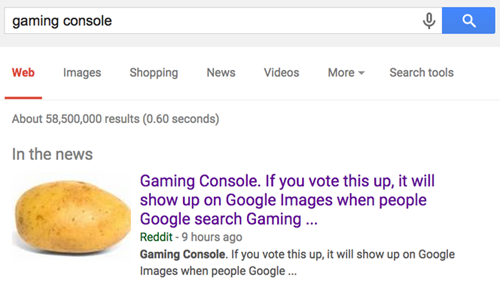 gaming console
Web Images Shopping News Videos More Search tools
About 58,500,000 results (0.60 seconds)
In the news
Gaming Console. If you vote this up, it will
show up on Google Images when people
Google search Gaming ...
Reddit - 9 hours ago
Gaming Console. If you vote this up, it will show up on Google
Images when people Google ...